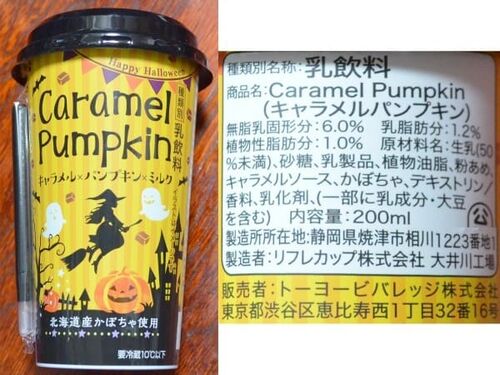 Happy Halloween
Caramel
Pumpkin
種類別 乳飲料
キャラメル×パンプキン×ミルク
北海道産かぼちゃ使用
要冷蔵10℃以下
種類別名称:乳飲料
商品名:Caramel Pumpkin
(キャラメルパンプキン)
無脂乳固形分:6.0% 乳脂肪分:1.2%
植物性脂肪分:1.0% 原材料名:生乳(50
%未満)、砂糖、乳製品、植物油脂、粉あめ、
キャラメルソース、かぼちゃ、デキストリン/
香料、乳化剤、(一部に乳成分・大豆
を含む) 内容量:200ml
製造所所在地:静岡県焼津市相川1223番地1
製造者:リフレカップ株式会社 大井川工場
公
販売者:トーヨービバレッジ株式会社
東京都渋谷区恵比寿西1丁目32番16号